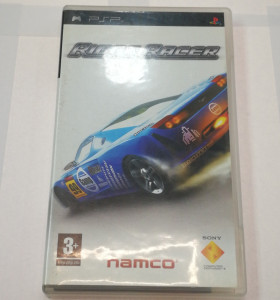 PSP
RIDGE RACER
3+
namco
SONY